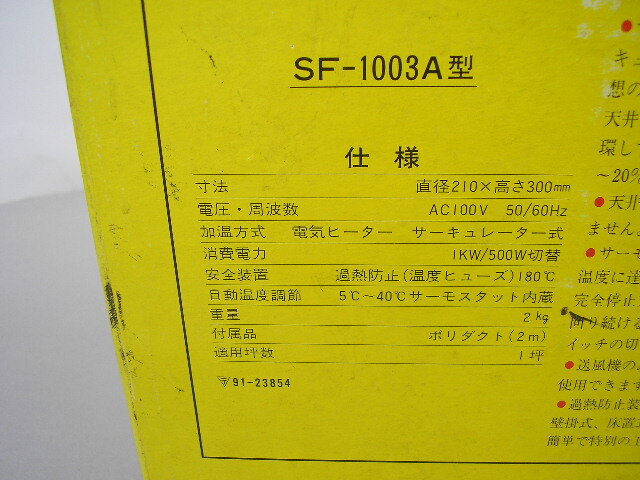 SF-1003A型
仕様
寸法 直径210×高さ300mm
電圧・周波数 AC100V 50/60Hz
加温方式 電気ヒーター サーキュレーター式
消費電力 1KW/500W切替
安全装置 過熱防止(温度ヒューズ)180℃
自動温度調節 5℃~40℃サーモスタット内蔵
重量 2kg
付属品 ポリダクト(2m)
適用坪数 1坪
91-23854
キュ
想の
天井
環して
~20%
●天井
ません
●サーモ
温度に達
完全停止
回り続ける
イッチの切
●送風機の
使用できます
●過熱防止装
壁掛式、床置式
簡単で特別の